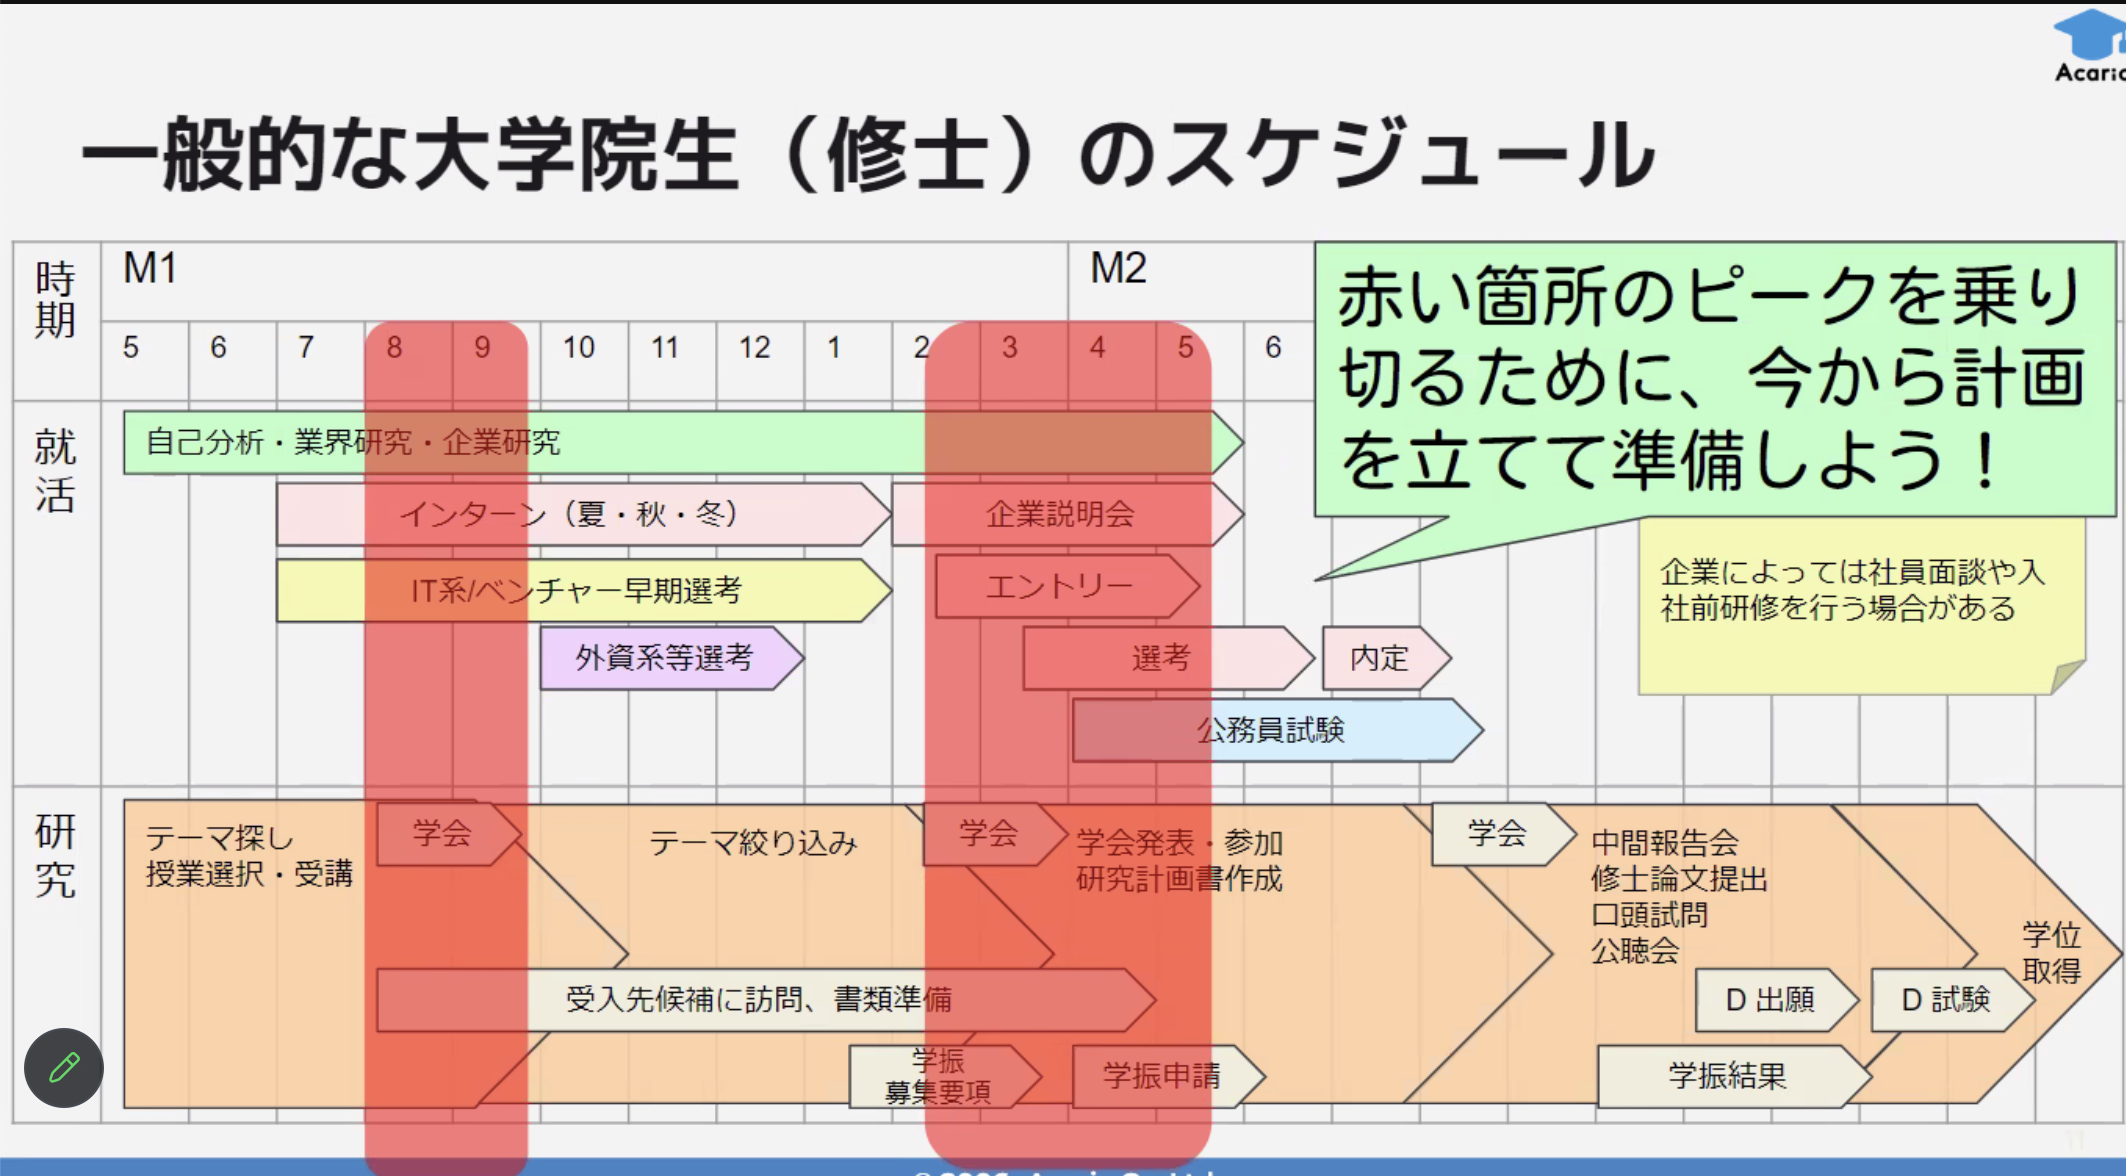 Acaric
一般的な大学院生（修士）のスケジュール
時期
M1
M2
5 6 7 8 9 10 11 12 1 2 3 4 5 6
赤い箇所のピークを乗り
切るために、今から計画
を立てて準備しよう！
就活
自己分析・業界研究・企業研究
インターン（夏・秋・冬）
企業説明会
IT系/ベンチャー早期選考
エントリー
外資系等選考
選考
内定
公務員試験
企業によっては社員面談や入
社前研修を行う場合がある
研究
テーマ探し
授業選択・受講
学会
テーマ絞り込み
学会
学会発表・参加
研究計画書作成
学会
中間報告会
修士論文提出
口頭試問
公聴会
学位
取得
受入先候補に訪問、書類準備
D 出願
D 試験
学振
募集要項
学振申請
学振結果
11